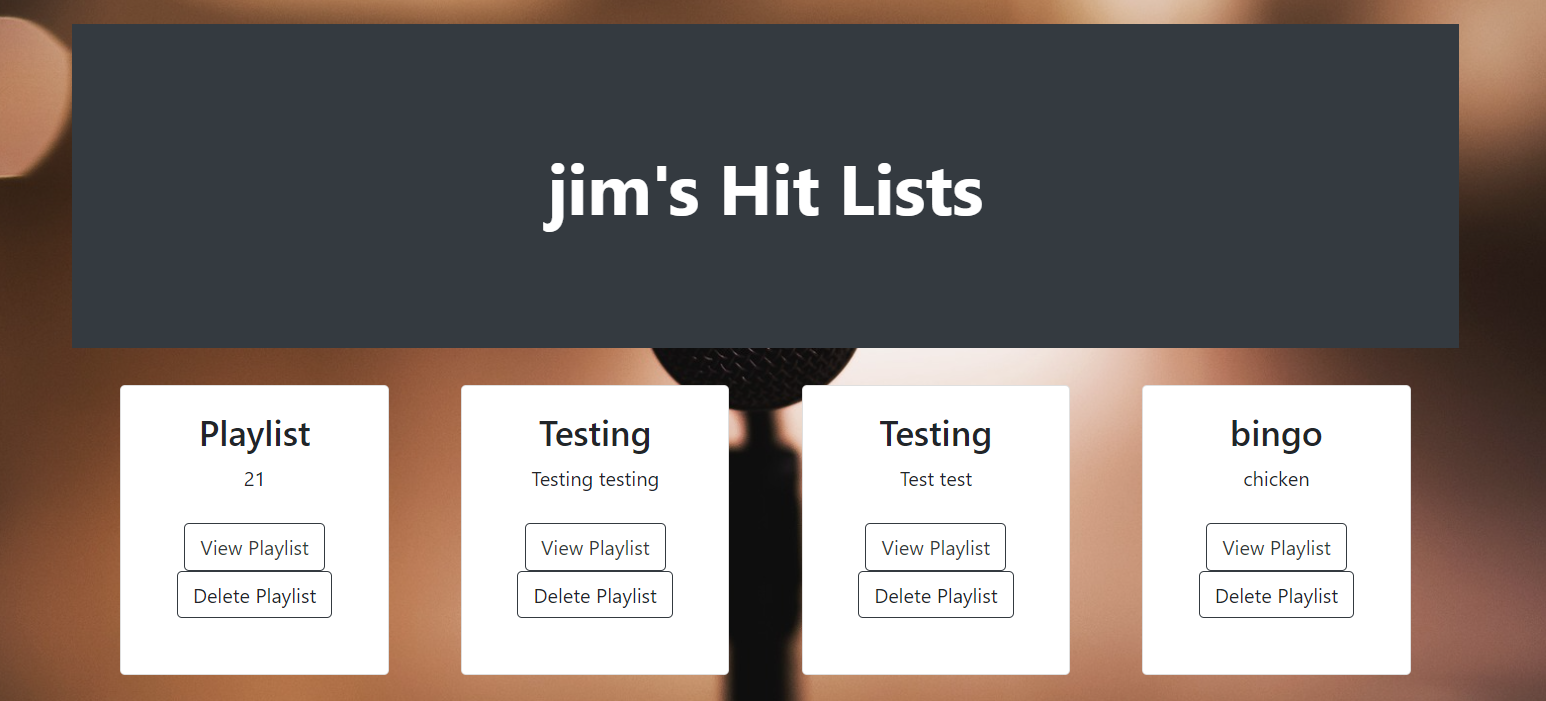 jim's Hit Lists
Playlist
21
View Playlist
Delete Playlist
Testing
Testing testing
View Playlist
Delete Playlist
Testing
Test test
View Playlist
Delete Playlist
bingo
chicken
View Playlist
Delete Playlist